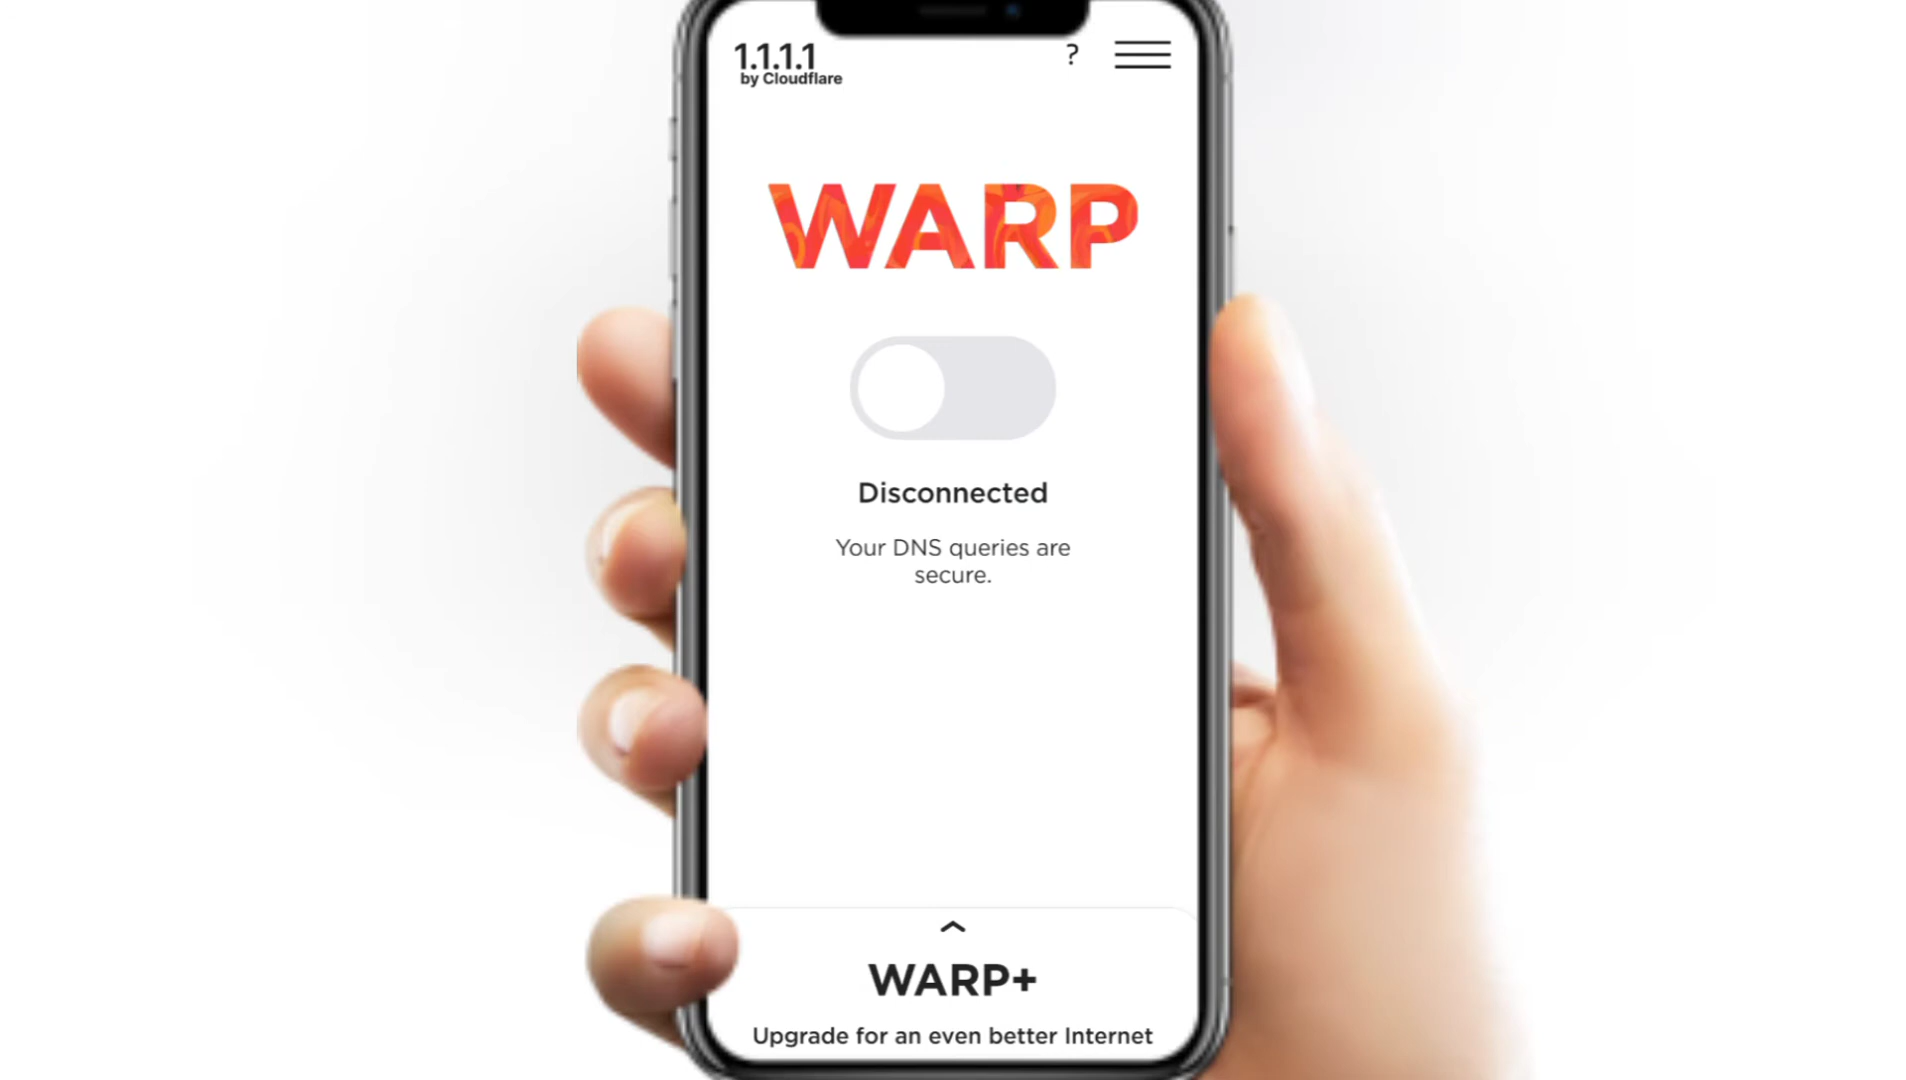 1.1.1.1
by Cloudflare
?
WARP
Disconnected
Your DNS queries are
secure.
WARP+
Upgrade for an even better Internet